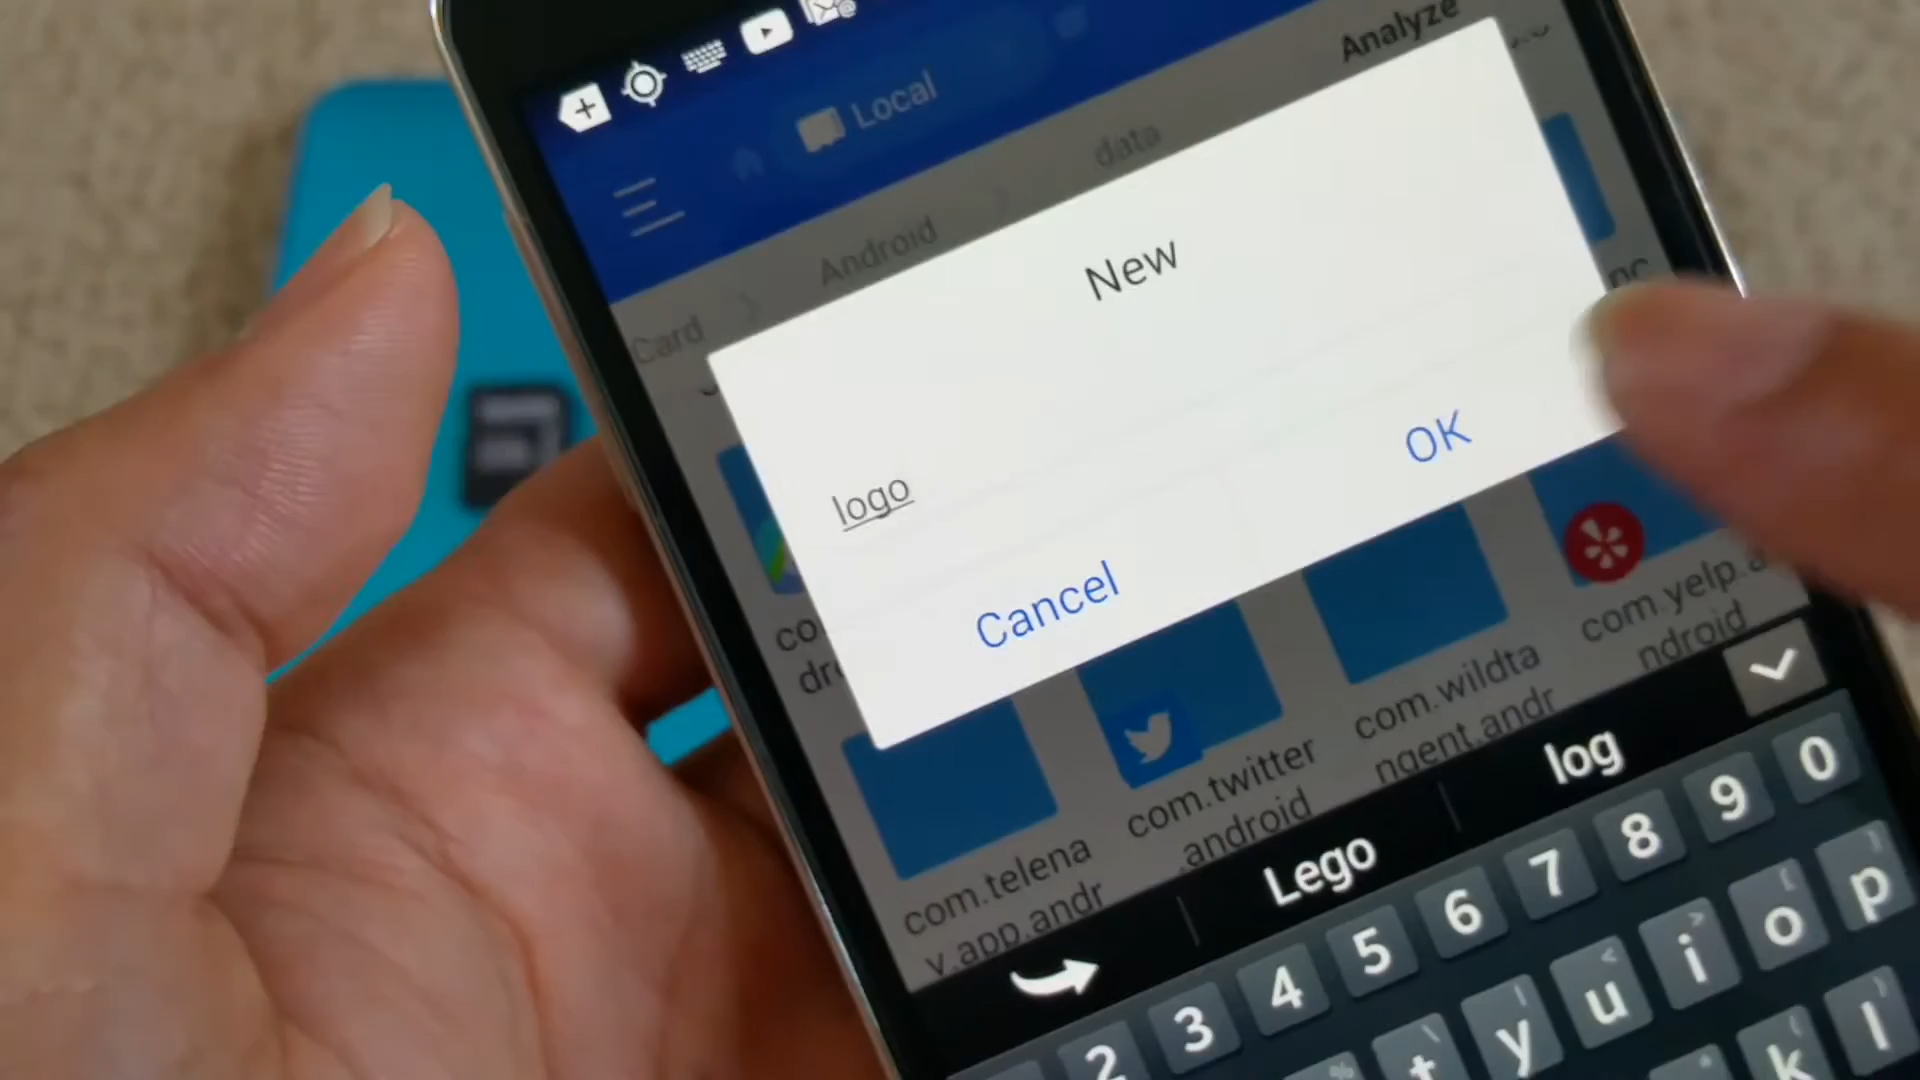 Analyze
Local
Card
Android
data
New
logo
OK
Cancel
com.telena
v.app.andr
com.twitter
.android
com.wildta
ngent.andr
com.yelp.a
ndroid
Lego
log
2 3 4 5 6 7 8 9 0
y u i o p
k l